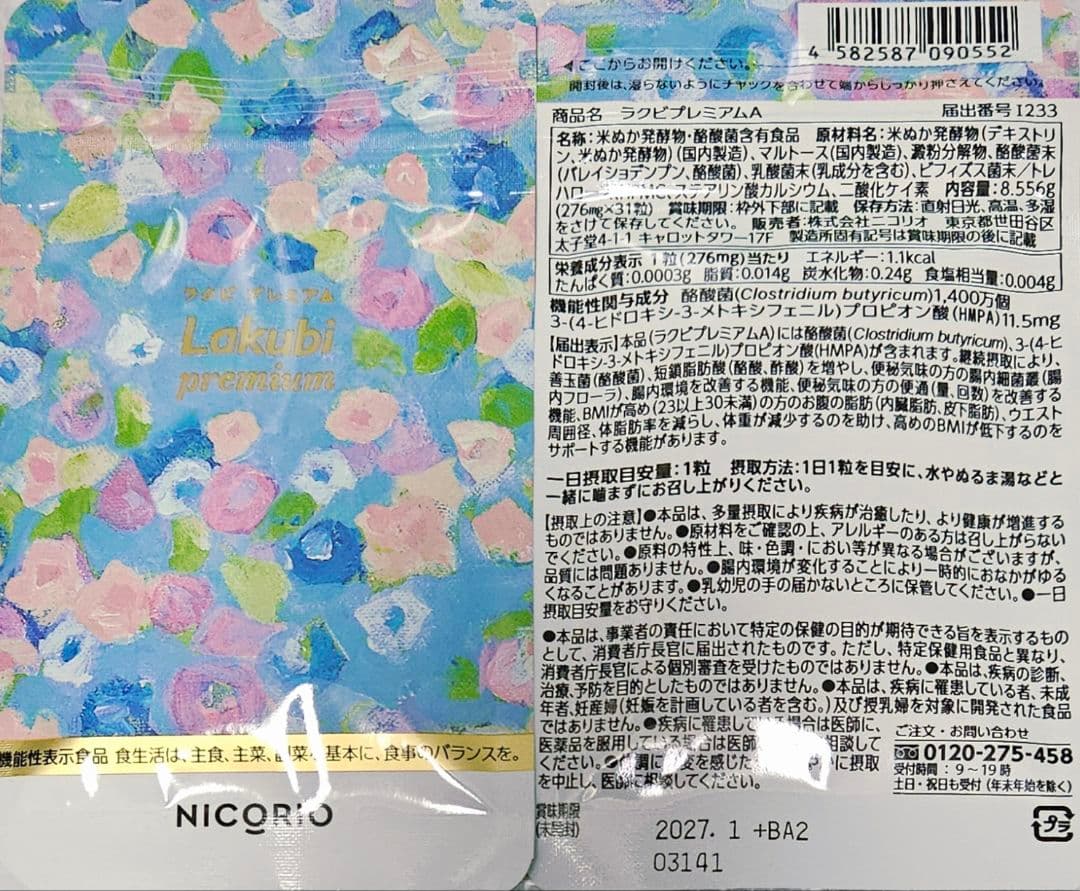 ラクビ プレミアム
Lakubi
premium
機能性表示食品 食生活は、主食、主菜、副菜を基本に、食事のバランスを。
NICORIO
4 582587 090552
◀ここからお開けください。
開封後は、湿らないようにチャックを合わせて端からしっかり押さえてください。
商品名 ラクビプレミアムA 届出番号 I233
名称:米ぬか発酵物・酪酸菌含有食品 原材料名:米ぬか発酵物(デキストリ
ン、米ぬか発酵物)(国内製造)、マルトース(国内製造)、澱粉分解物、酪酸菌末
(バレイショデンプン、酪酸菌)、乳酸菌末(乳成分を含む)、ビフィズス菌末/トレ
ハロース、HPMC、ステアリン酸カルシウム、二酸化ケイ素 内容量:8.556g
(276mg×31粒) 賞味期限:枠外下部に記載 保存方法:直射日光、高温、多湿
をさけて保存してください。 販売者:株式会社ニコリオ 東京都世田谷区
太子堂4-1-1 キャロットタワー17F 製造所固有記号は賞味期限の後に記載
栄養成分表示 1粒(276mg)当たり エネルギー:1.1kcal
たんぱく質:0.0003g 脂質:0.014g 炭水化物:0.24g 食塩相当量:0.004g
機能性関与成分 酪酸菌(Clostridium butyricum)1,400万個
3-(4-ヒドロキシ-3-メトキシフェニル)プロピオン酸(HMPA)11.5mg
【届出表示】本品(ラクビプレミアムA)には酪酸菌(Clostridium butyricum)、3-(4-ヒ
ドロキシ-3-メトキシフェニル)プロピオン酸(HMPA)が含まれます。継続摂取により、
善玉菌(酪酸菌)、短鎖脂肪酸(酪酸、酢酸)を増やし、便秘気味の方の腸内細菌叢(腸
内フローラ)、腸内環境を改善する機能、便秘気味の方の便通(量、回数)を改善する
機能、BMIが高め(23以上30未満)の方のお腹の脂肪(内臓脂肪、皮下脂肪)、ウエスト
周囲径、体脂肪率を減らし、体重が減少するのを助け、高めのBMIが低下するのを
サポートする機能があります。
一日摂取目安量:1粒 摂取方法:1日1粒を目安に、水やぬるま湯などと
一緒に噛まずにお召し上がりください。
【摂取上の注意】●本品は、多量摂取により疾病が治癒したり、より健康が増進する
ものではありません。●原材料をご確認の上、アレルギーのある方は召し上がらない
でください。●原料の特性上、味・色調・におい等が異なる場合がございますが、
品質には問題ありません。●腸内環境が変化することにより一時的におなかがゆる
くなることがあります。●乳幼児の手の届かないところに保管してください。●一日
摂取目安量をお守りください。
●本品は、事業者の責任において特定の保健の目的が期待できる旨を表示するもの
として、消費者庁長官に届出されたものです。ただし、特定保健用食品と異なり、
消費者庁長官による個別審査を受けたものではありません。●本品は、疾病の診断、
治療、予防を目的としたものではありません。●本品は、疾病に罹患している者、未成
年者、妊産婦(妊娠を計画している者を含む。)及び授乳婦を対象に開発された食品
ではありません。●疾病に罹患している場合は医師に、
医薬品を服用している場合は医師 相談して
ください。●体調に 変を感じた やかに摂取
を中止し、医師に相談してください。
ご注文・お問い合わせ
0120-275-458
受付時間:9〜19時
土日・祝日も受付(年末年始を除く)
賞味期限
(未開封)
2027. 1 +BA2
03141
プラ